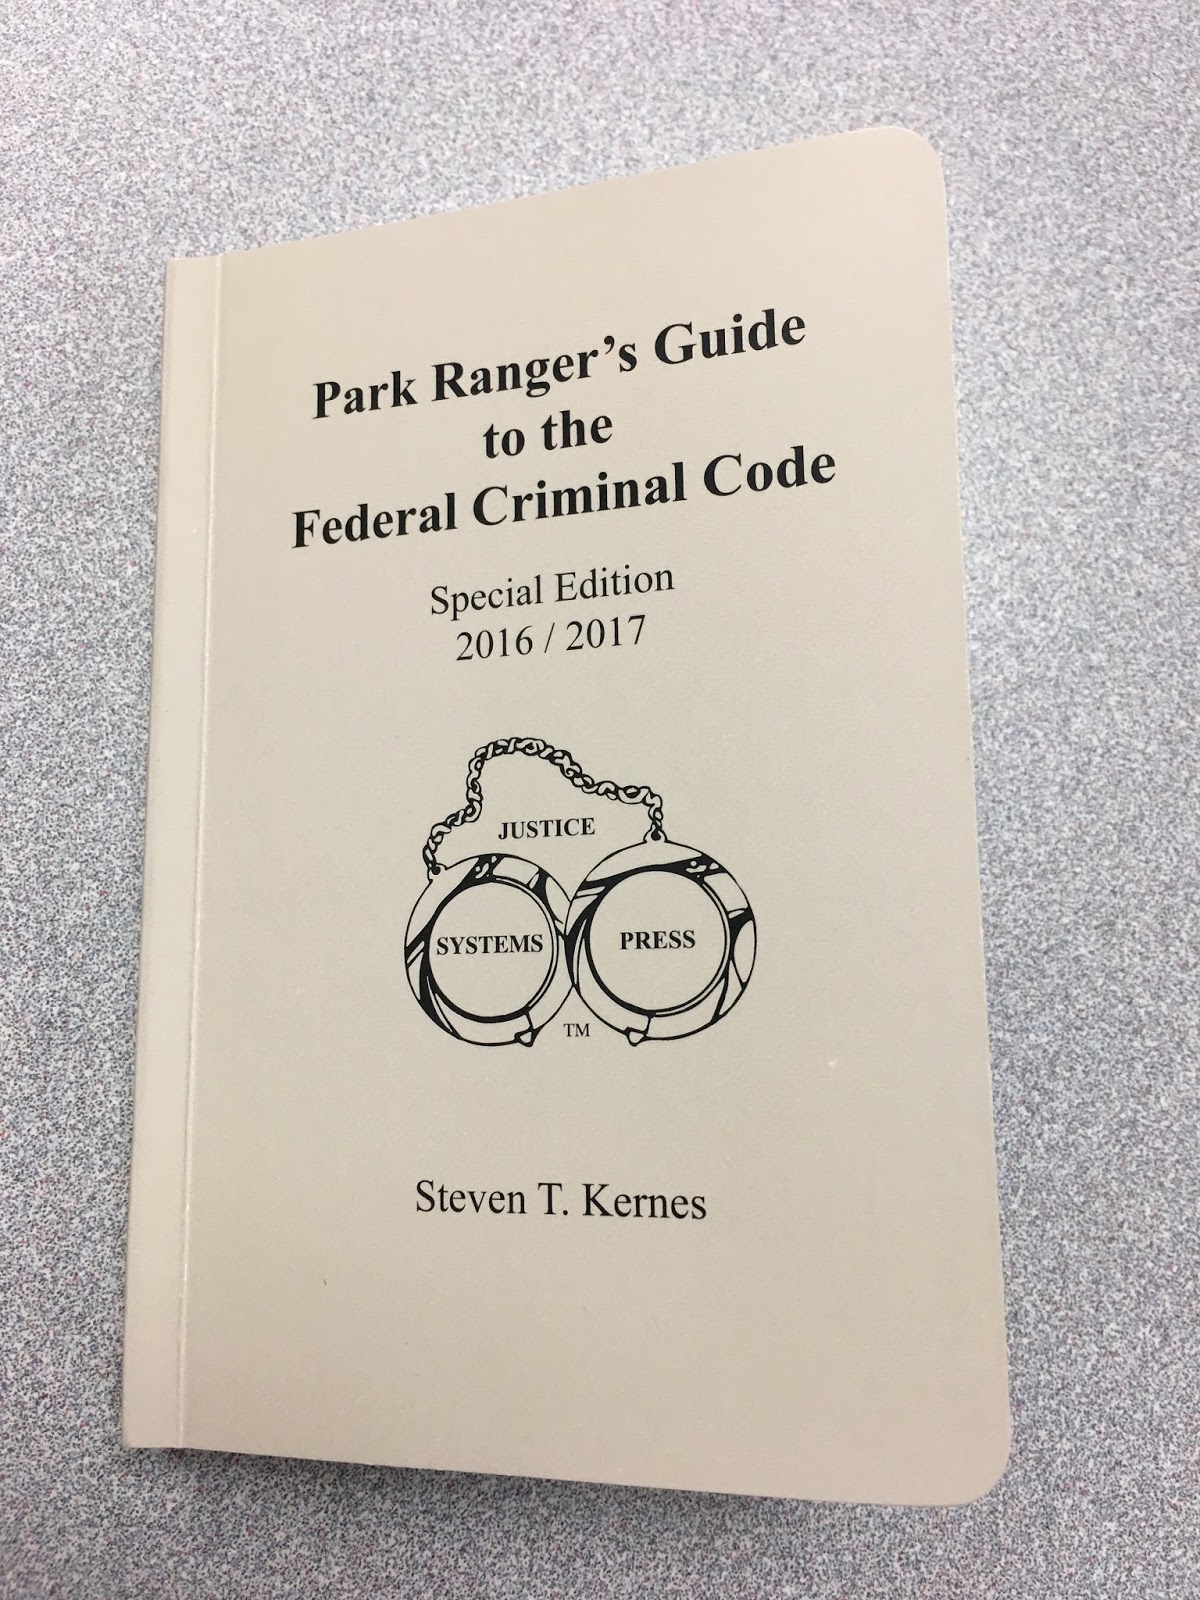 Park Ranger’s Guide
to the
Federal Criminal Code
Special Edition
2016 / 2017
JUSTICE
SYSTEMS
PRESS
TM
Steven T. Kernes